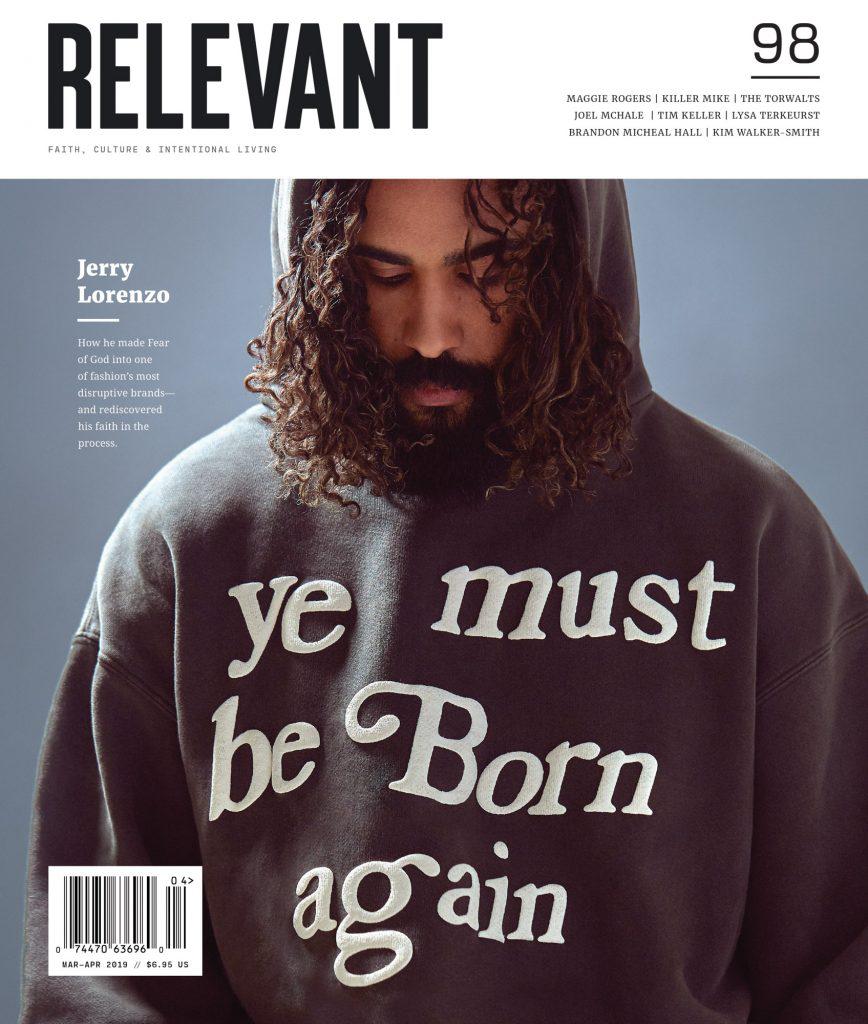 RELEVANT
FAITH, CULTURE & INTENTIONAL LIVING
98
MAGGIE ROGERS | KILLER MIKE | THE TORWALTS
JOEL MCHALE | TIM KELLER | LYSA TERKEURST
BRANDON MICHEAL HALL | KIM WALKER-SMITH
Jerry
Lorenzo
How he made Fear
of God into one
of fashion's most
disruptive brands—
and rediscovered
his faith in the
process.
ye must
be Born
again
04>
0 74470 63696 0
MAR-APR 2019 // $6.95 US